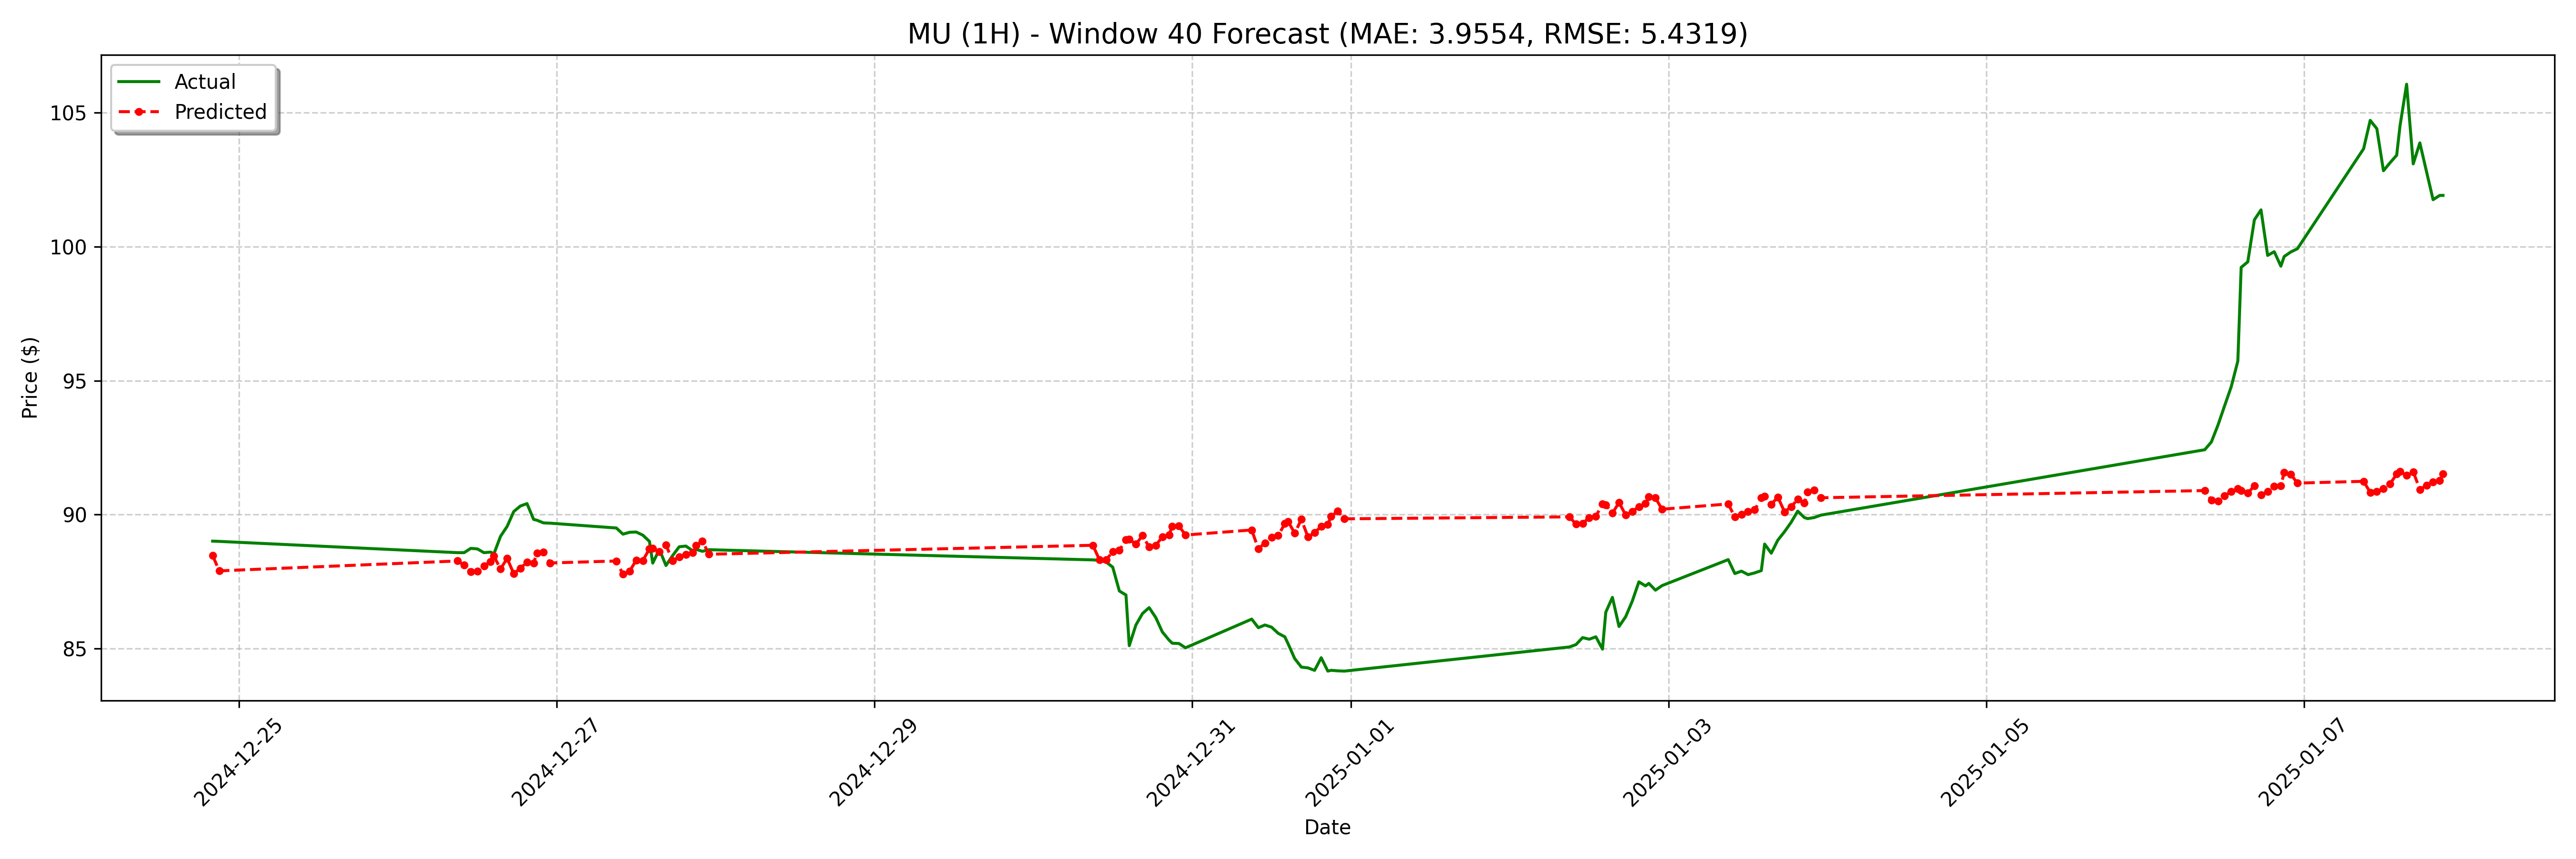 MU (1H) - Window 40 Forecast (MAE: 3.9554, RMSE: 5.4319)
Actual
Predicted
Price ($)
105
100
95
90
85
2024-12-25
2024-12-27
2024-12-29
2024-12-31
2025-01-01
2025-01-03
2025-01-05
2025-01-07
Date